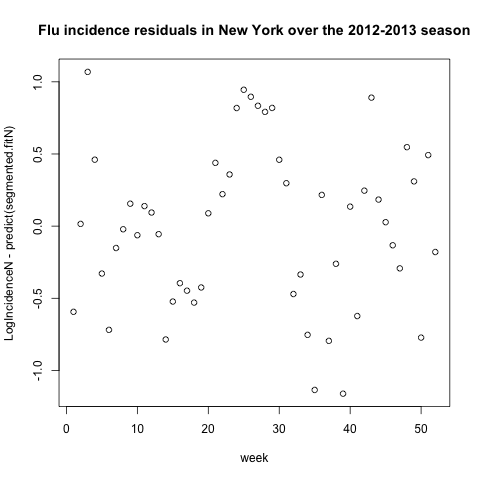 Flu incidence residuals in New York over the 2012-2013 season
LogIncidenceN - predict(segmented.fitN)
1.0
0.5
0.0
-0.5
-1.0
0 10 20 30 40 50
week